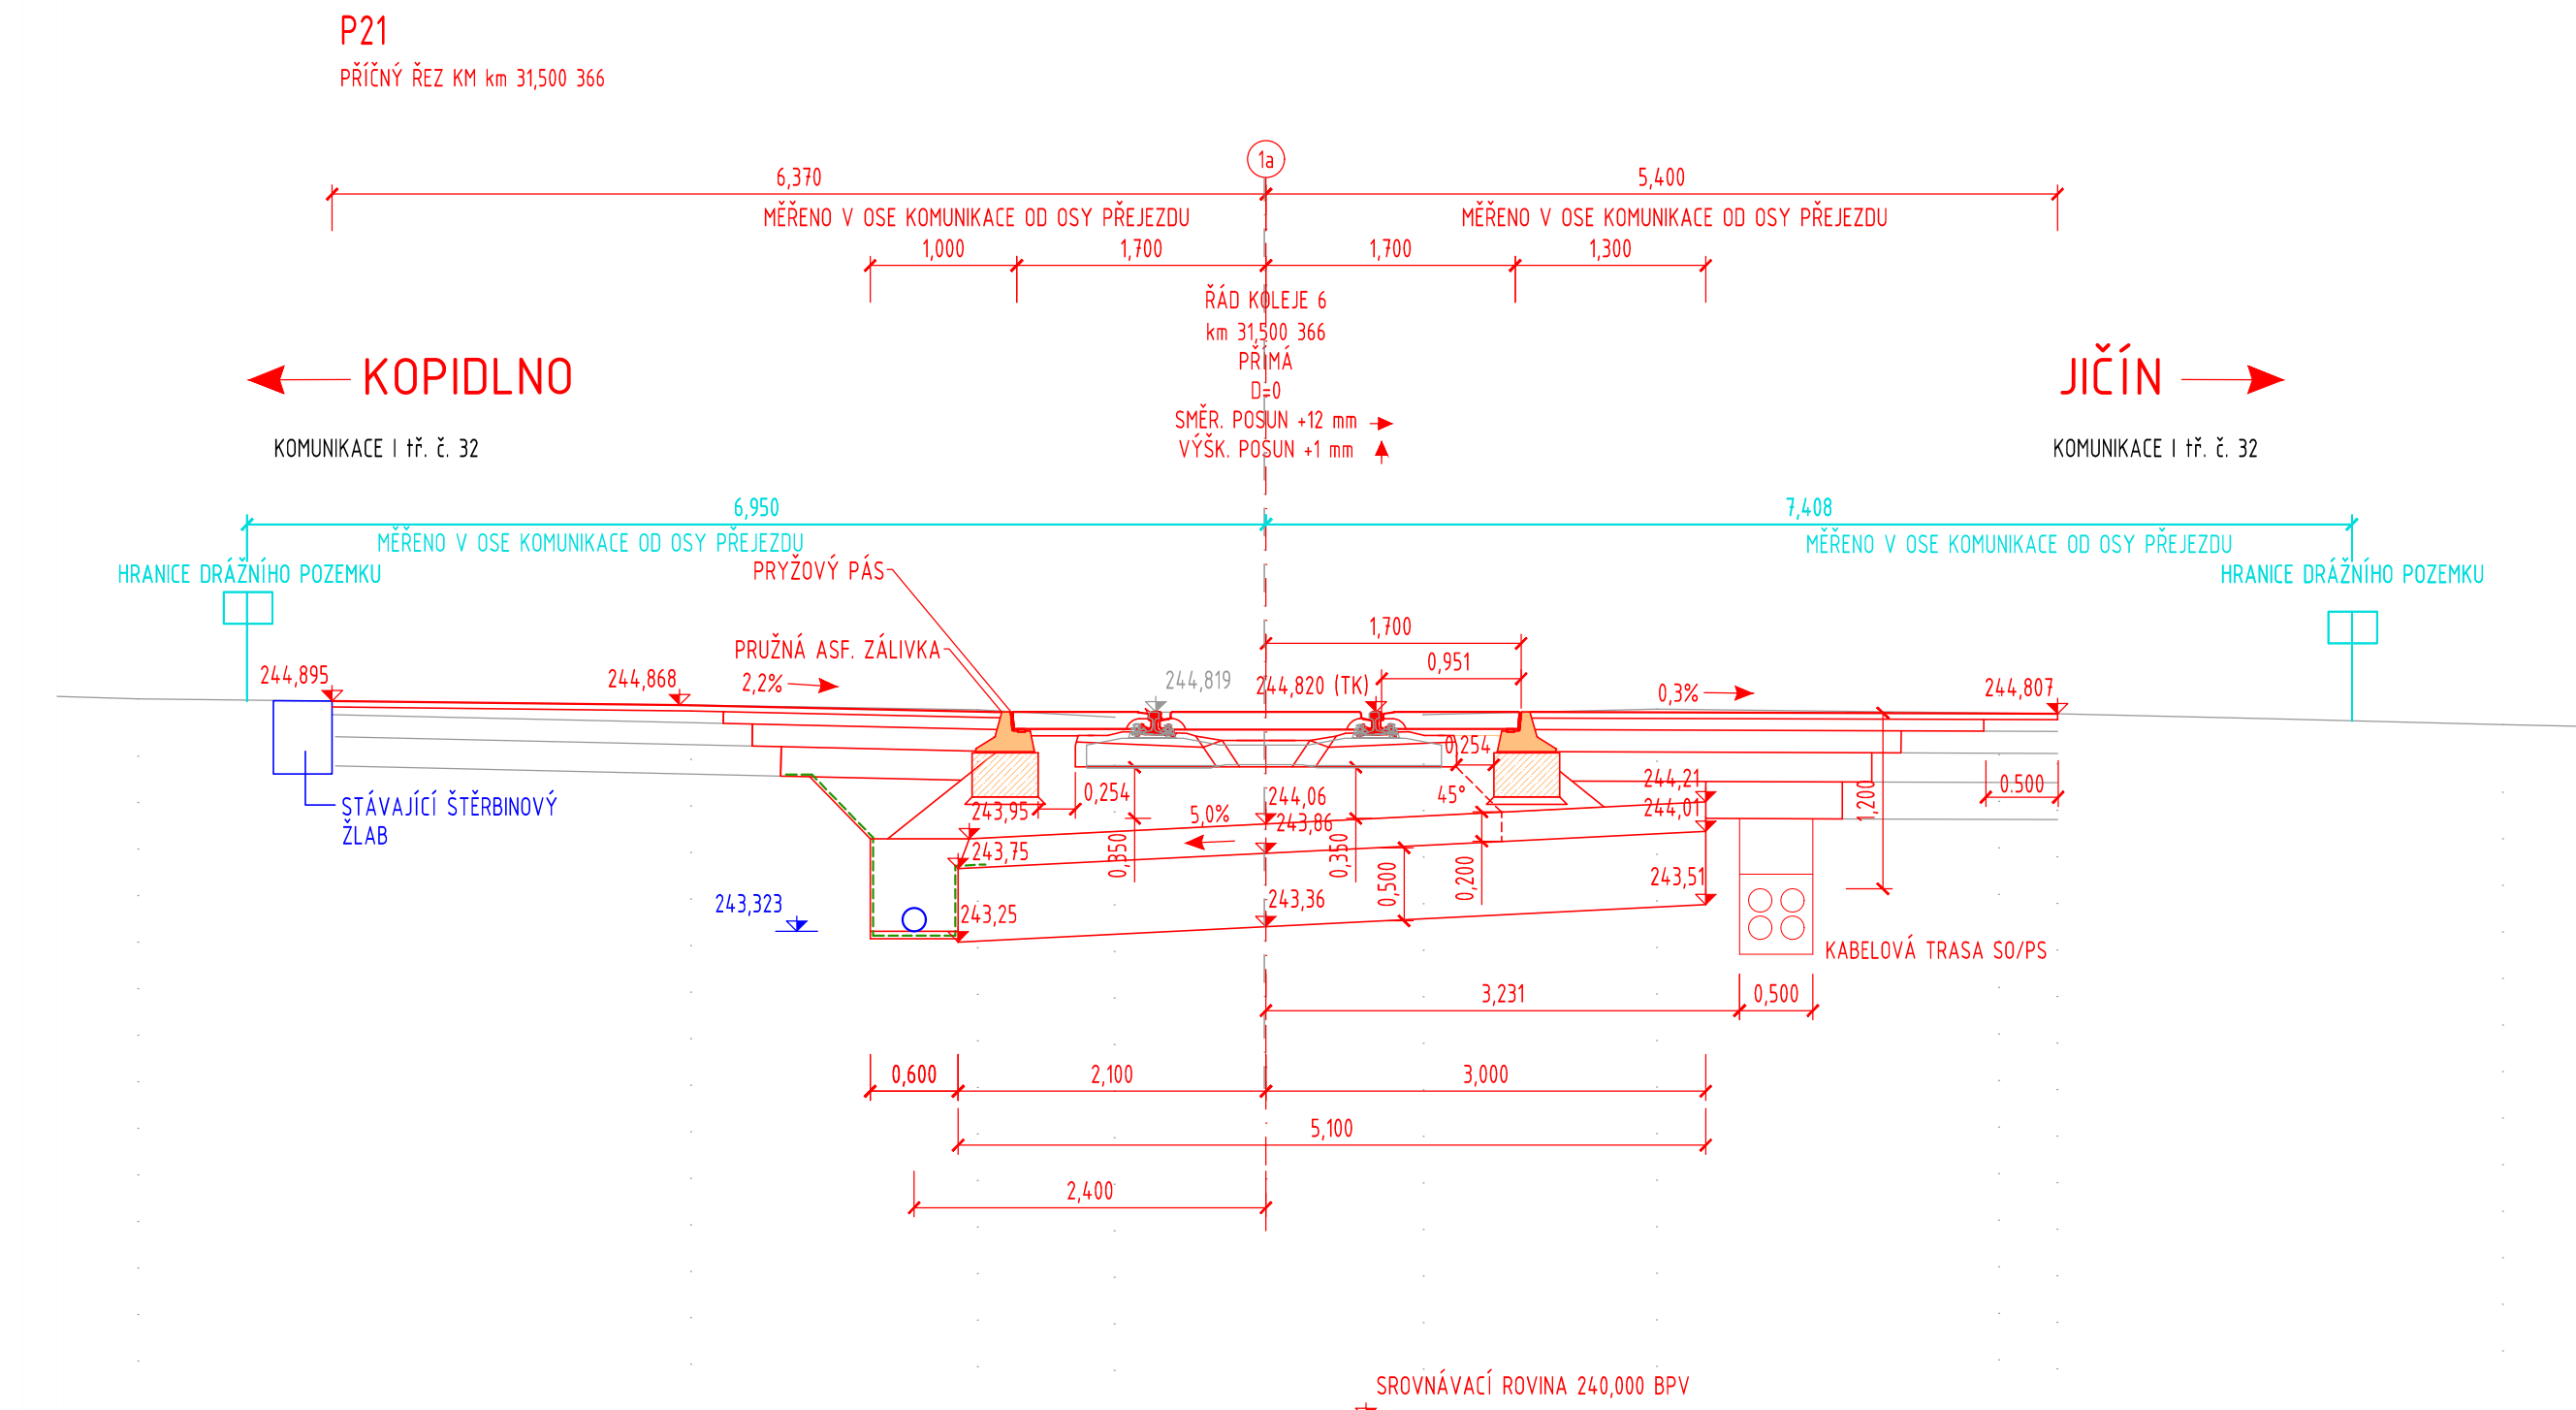 P21
PŘÍČNÝ ŘEZ KM km 31,500 366
1a
6,370
5,400
MĚŘENO V OSE KOMUNIKACE OD OSY PŘEJEZDU
MĚŘENO V OSE KOMUNIKACE OD OSY PŘEJEZDU
1,000
1,700
1,700
1,300
ŘÁD KOLEJE 6
km 31,500 366
PŘÍMÁ
D=0
SMĚR. POSUN +12 mm
VÝŠK. POSUN +1 mm
KOPIDLNO
JIČÍN
KOMUNIKACE I tř. č. 32
KOMUNIKACE I tř. č. 32
6,950
7,408
MĚŘENO V OSE KOMUNIKACE OD OSY PŘEJEZDU
MĚŘENO V OSE KOMUNIKACE OD OSY PŘEJEZDU
HRANICE DRÁŽNÍHO POZEMKU
HRANICE DRÁŽNÍHO POZEMKU
PRYŽOVÝ PÁS
PRUŽNÁ ASF. ZÁLIVKA
1,700
0,951
244,895
244,868
2,2%
244,819
244,820 (TK)
0,3%
244,807
0,254
STÁVAJÍCÍ ŠTĚRBINOVÝ
ŽLAB
243,95
0,254
5,0%
244,06
243,86
45°
244,21
244,01
1,200
0.500
243,75
0,350
0,350
0,500
0,200
243,51
243,323
243,25
243,36
KABELOVÁ TRASA SO/PS
3,231
0,500
0,600
2,100
3,000
5,100
2,400
SROVNÁVACÍ ROVINA 240,000 BPV